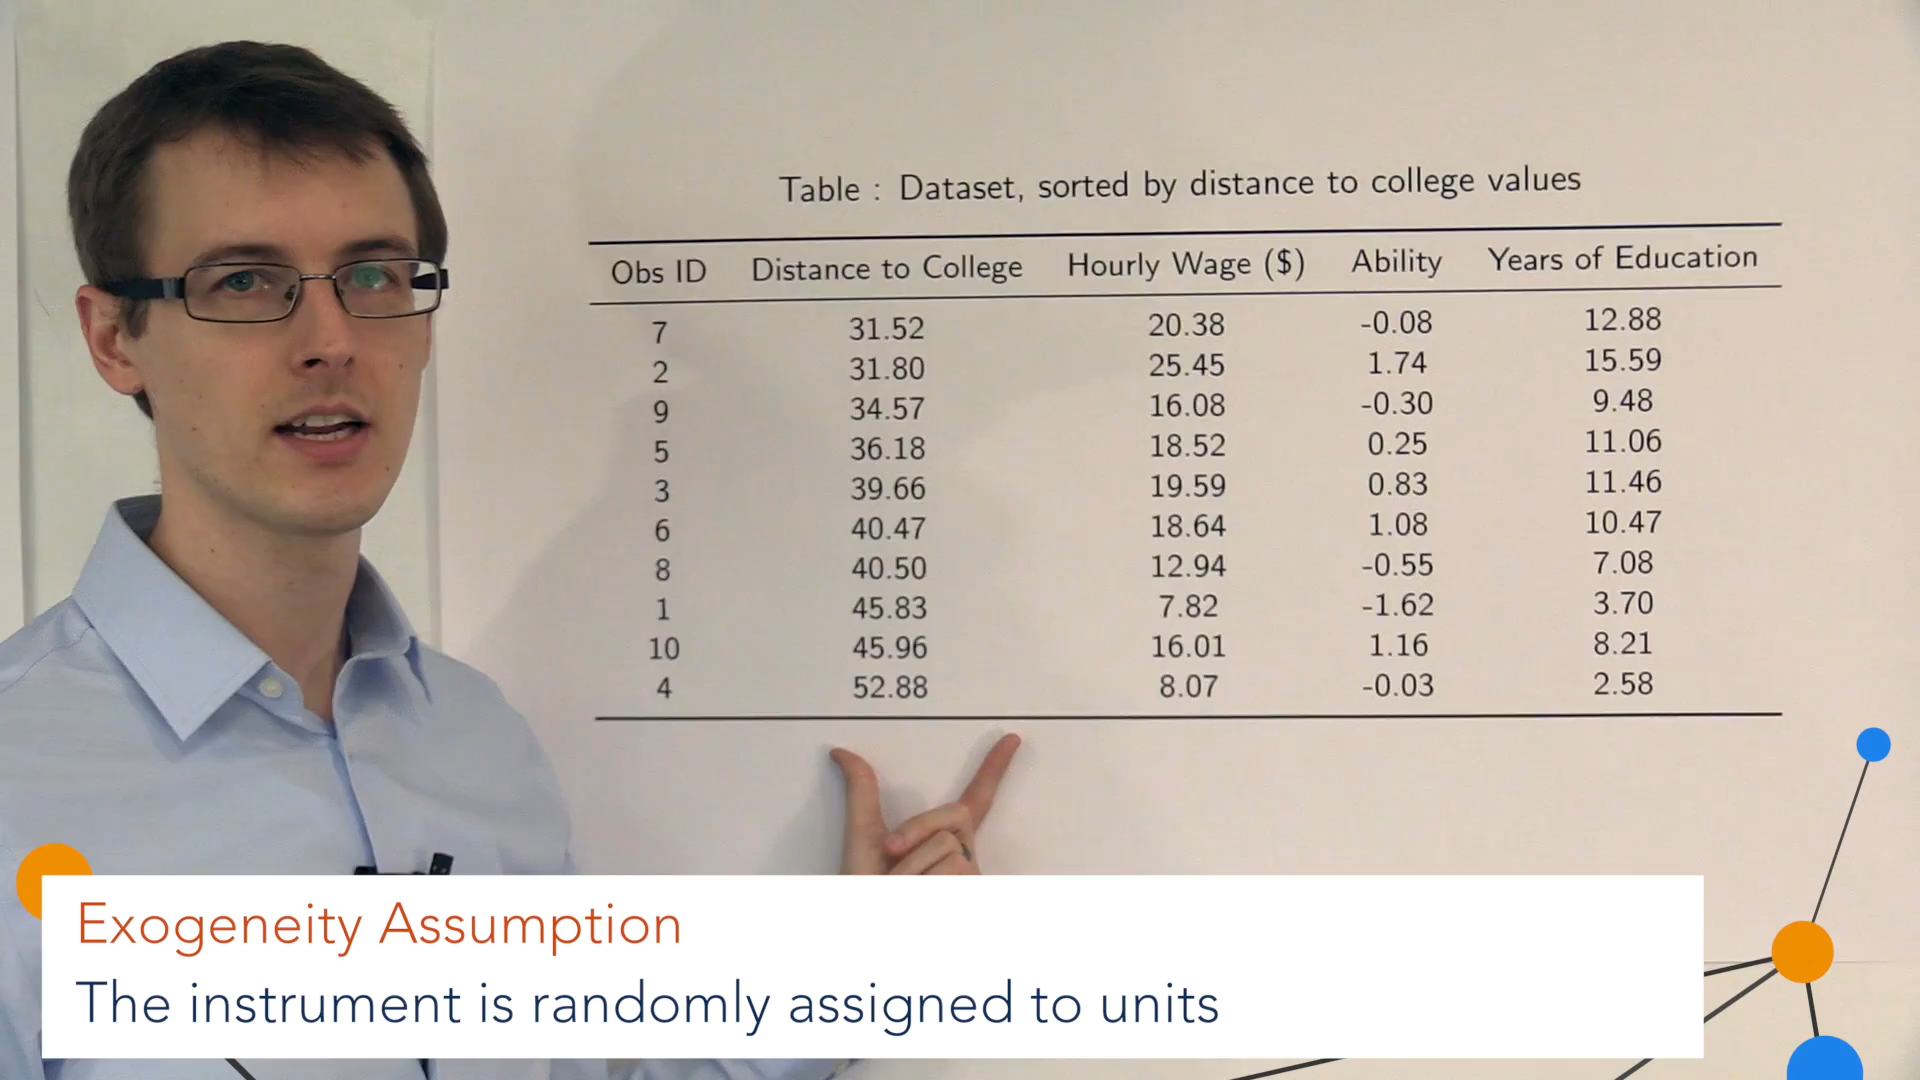 Table : Dataset, sorted by distance to college values
Obs ID Distance to College Hourly Wage ($) Ability Years of Education
7 31.52 20.38 -0.08 12.88
2 31.80 25.45 1.74 15.59
9 34.57 16.08 -0.30 9.48
5 36.18 18.52 0.25 11.06
3 39.66 19.59 0.83 11.46
6 40.47 18.64 1.08 10.47
8 40.50 12.94 -0.55 7.08
1 45.83 7.82 -1.62 3.70
10 45.96 16.01 1.16 8.21
4 52.88 8.07 -0.03 2.58
Exogeneity Assumption
The instrument is randomly assigned to units